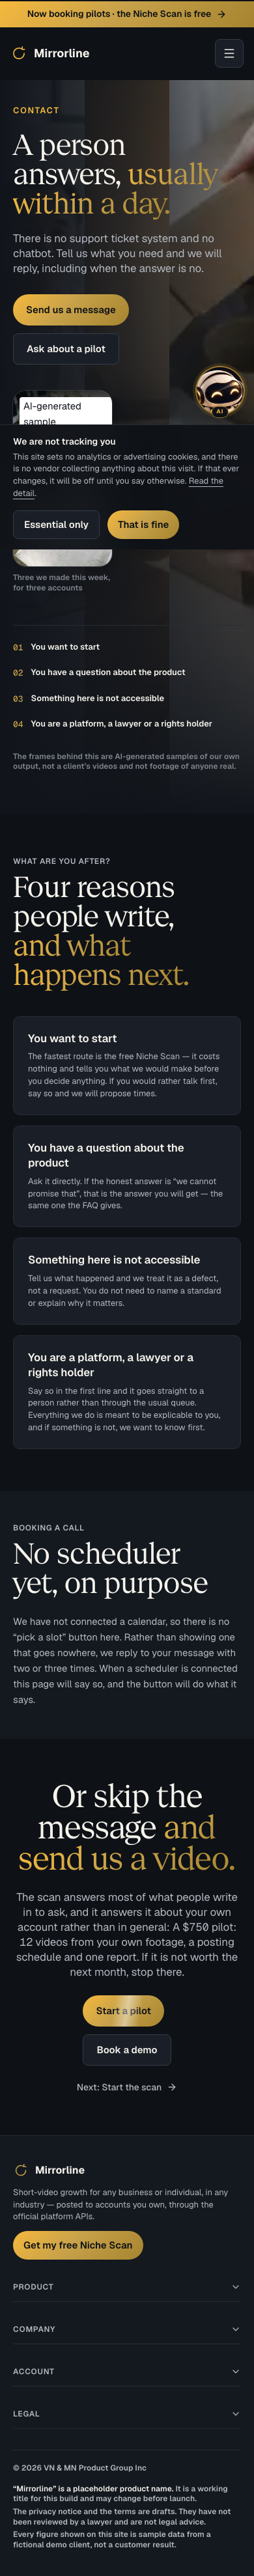 Now booking pilots · the Niche Scan is free →
Mirrorline
CONTACT
A person
answers, usually
within a day.
There is no support ticket system and no
chatbot. Tell us what you need and we will
reply, including when the answer is no.
Send us a message
Ask about a pilot
AI
AI-generated
sample
We are not tracking you
This site sets no analytics or advertising cookies, and there
is no vendor collecting anything about this visit. If that ever
changes, it will be off until you say otherwise. Read the
detail.
Essential only
That is fine
Three we made this week,
for three accounts
01 You want to start
02 You have a question about the product
03 Something here is not accessible
04 You are a platform, a lawyer or a rights holder
The frames behind this are AI-generated samples of our own
output, not a client's videos and not footage of anyone real.
WHAT ARE YOU AFTER?
Four reasons
people write,
and what
happens next.
You want to start
The fastest route is the free Niche Scan — it costs
nothing and tells you what we would make before
you decide anything. If you would rather talk first,
say so and we will propose times.
You have a question about the
product
Ask it directly. If the honest answer is “we cannot
promise that”, that is the answer you will get — the
same one the FAQ gives.
Something here is not accessible
Tell us what happened and we treat it as a defect,
not a request. You do not need to name a standard
or explain why it matters.
You are a platform, a lawyer or a
rights holder
Say so in the first line and it goes straight to a
person rather than through the usual queue.
Everything we do is meant to be explicable to you,
and if something is not, we want to know first.
BOOKING A CALL
No scheduler
yet, on purpose
We have not connected a calendar, so there is no
“pick a slot” button here. Rather than showing one
that goes nowhere, we reply to your message with
two or three times. When a scheduler is connected
this page will say so, and the button will do what it
says.
Or skip the
message and
send us a video.
The scan answers most of what people write
in to ask, and it answers it about your own
account rather than in general: A $750 pilot:
12 videos from your own footage, a posting
schedule and one report. If it is not worth the
next month, stop there.
Start a pilot
Book a demo
Next: Start the scan →
Mirrorline
Short-video growth for any business or individual, in any
industry — posted to accounts you own, through the
official platform APIs.
Get my free Niche Scan
PRODUCT
COMPANY
ACCOUNT
LEGAL
© 2026 VN & MN Product Group Inc
“Mirrorline” is a placeholder product name. It is a working
title for this build and may change before launch.
The privacy notice and the terms are drafts. They have not
been reviewed by a lawyer and are not legal advice.
Every figure shown on this site is sample data from a
fictional demo client, not a customer result.